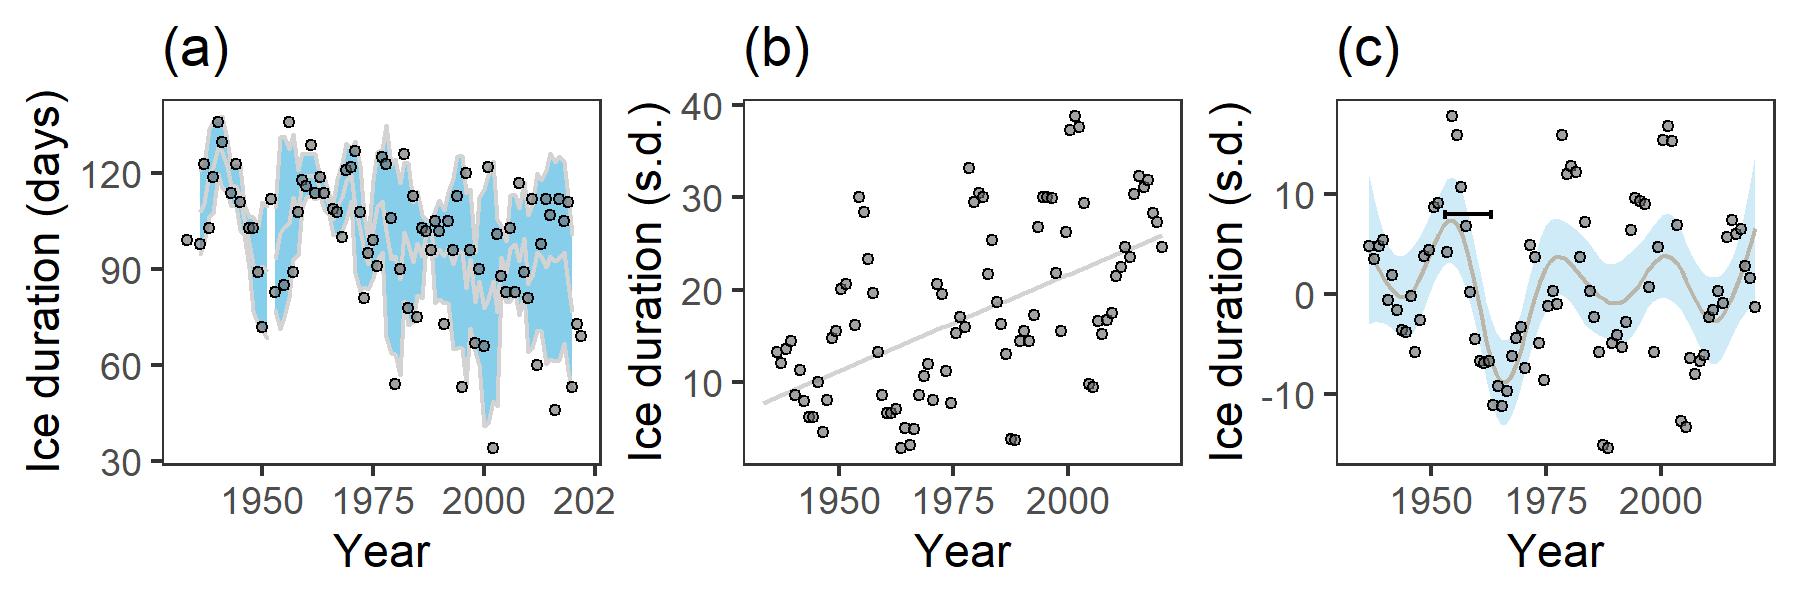 (a)
Ice duration (days)
120
90
60
30
1950 1975 2000 202
Year
(b)
Ice duration (s.d.)
40
30
20
10
1950 1975 2000
Year
(c)
Ice duration (s.d.)
10
0
-10
1950 1975 2000
Year